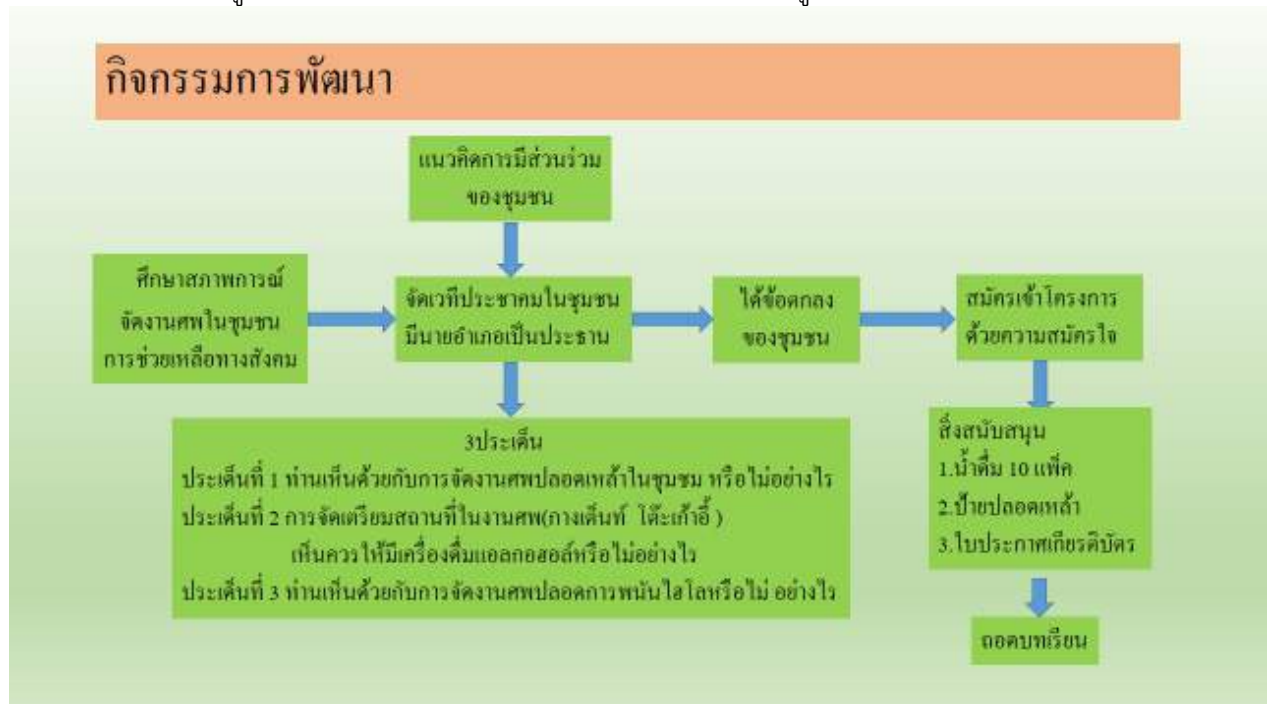 กิจกรรมการพัฒนา
แนวคิดการมีส่วนร่วม
ของชุมชน
ศึกษาสภาพการณ์
จัดงานศพในชุมชน
การช่วยเหลือทางสังคม
จัดเวทีประชาคมในชุมชน
มีนายอำเภอเป็นประธาน
ได้ข้อตกลง
ของชุมชน
สมัครเข้าโครงการ
ด้วยความสมัครใจ
3ประเด็น
ประเด็นที่ 1 ท่านเห็นด้วยกับการจัดงานศพปลอดเหล้าในชุมชม หรือไม่อย่างไร
ประเด็นที่ 2 การจัดเตรียมสถานที่ในงานศพ(กางเต็นท์ โต๊ะเก้าอี้ )
เห็นควรให้มีเครื่องดื่มแอลกอฮอล์หรือไม่อย่างไร
ประเด็นที่ 3 ท่านเห็นด้วยกับการจัดงานศพปลอดการพนันไฮโลหรือไม่ อย่างไร
สิ่งสนับสนุน
1.น้ำดื่ม 10 แพ็ค
2.ป้ายปลอดเหล้า
3.ใบประกาศเกียรติบัตร
ถอดบทเรียน